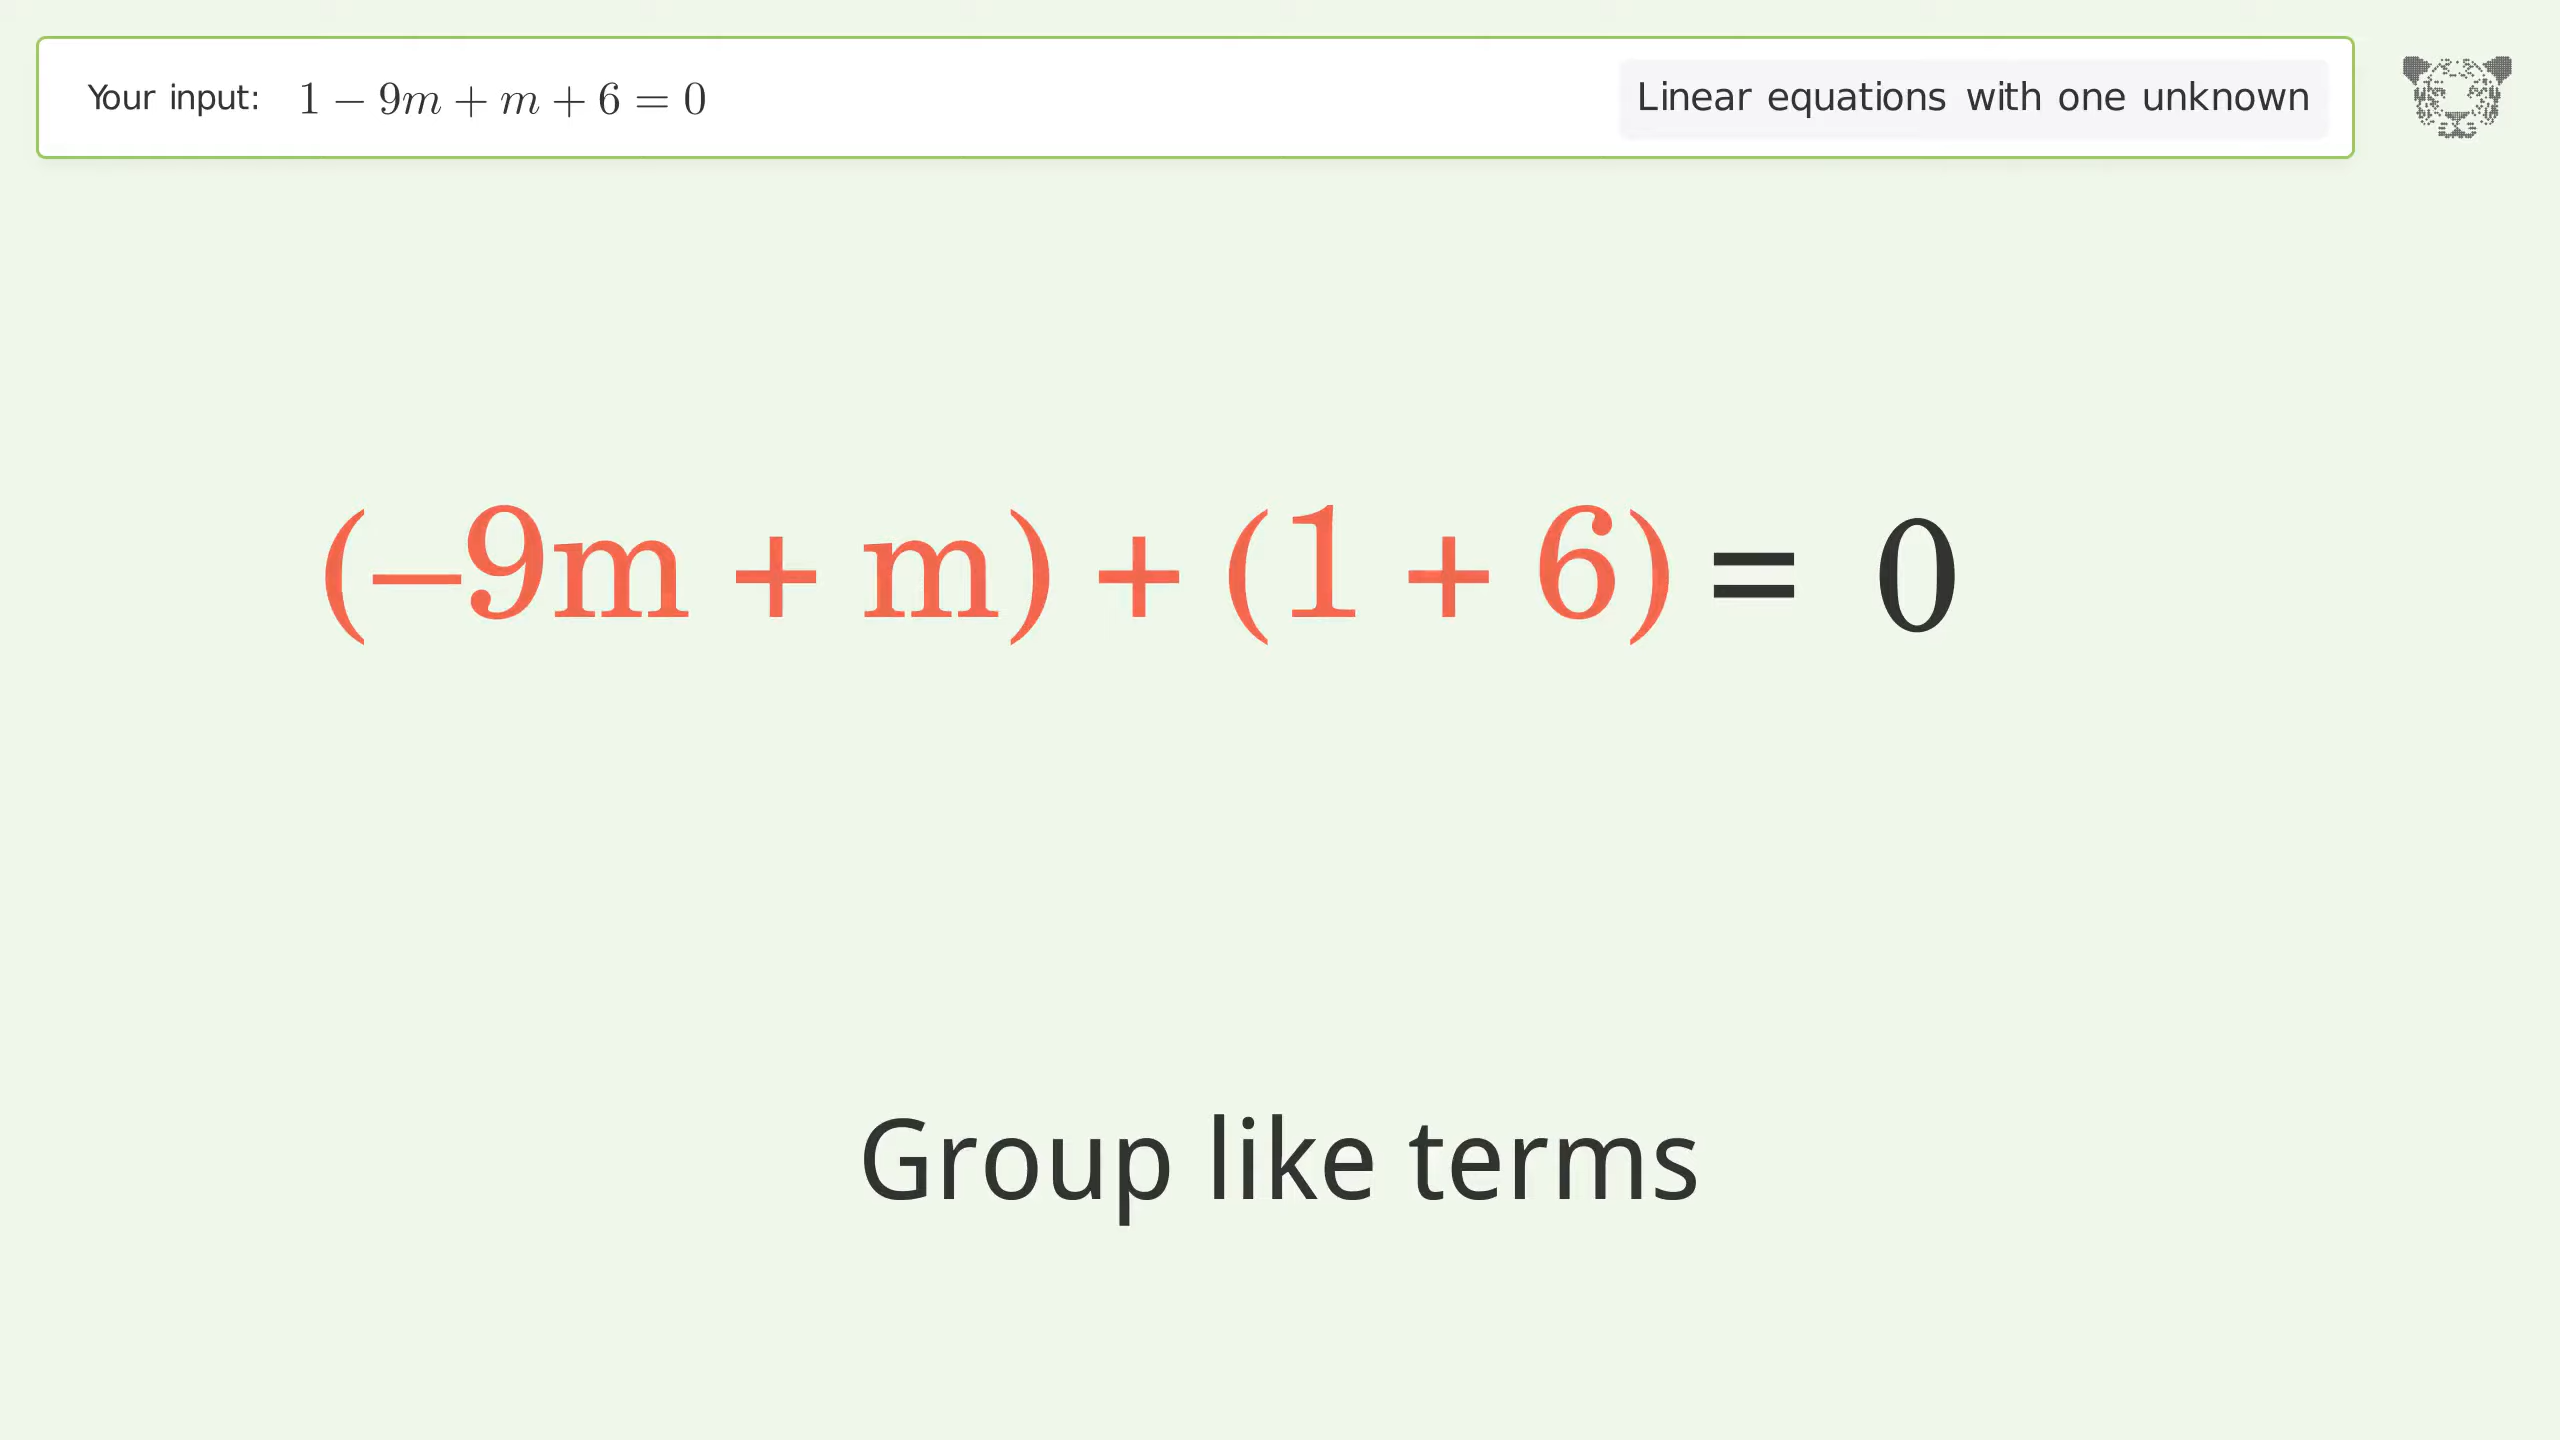 Your input: 1 − 9m + m + 6 = 0
Linear equations with one unknown
(−9m + m) + (1 + 6) = 0
Group like terms